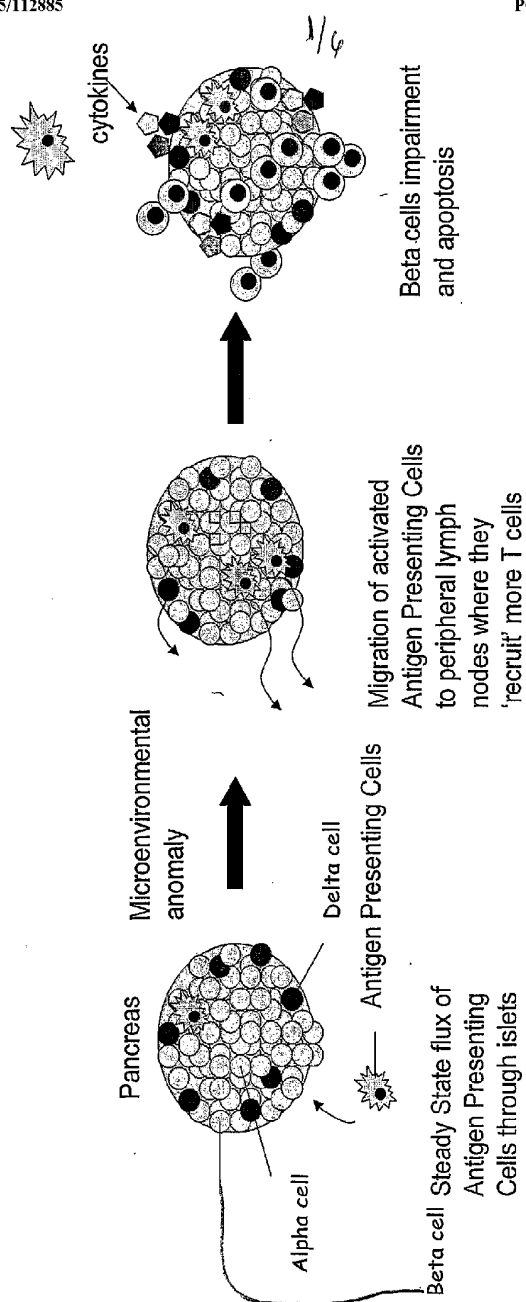 5/112885
P
1/6
Pancreas
Alpha cell
Beta cell
Delta cell
Antigen Presenting Cells
Steady State flux of
Antigen Presenting
Cells through islets
Microenvironmental
anomaly
Migration of activated
Antigen Presenting Cells
to peripheral lymph
nodes where they
'recruit' more T cells
cytokines
Beta cells impairment
and apoptosis